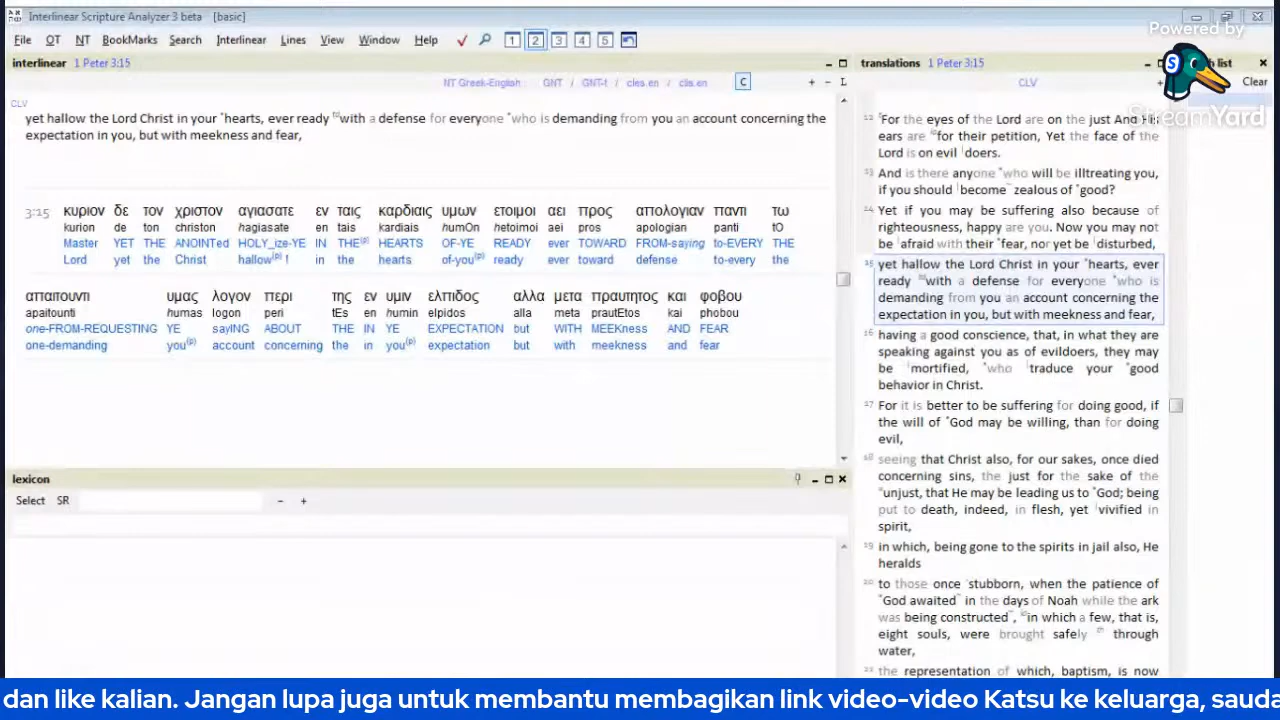 Interlinear Scripture Analyzer 3 beta [basic]
File OT NT BookMarks Search Interlinear Lines View Window Help 1 2 3 4 5
Powered by
StreamYard
interlinear 1 Peter 3:15
NT Greek-English : GNT / GNT-t / cles.en / clis.en C + − L
CLV
yet hallow the Lord Christ in your °hearts, ever ready with a defense for everyone °who is demanding from you an account concerning the
expectation in you, but with meekness and fear,
3:15 κυριον δε τον χριστον αγιασατε εν ταις καρδιαις υμων ετοιμοι αει προς απολογιαν παντι τω
kurion de ton christon hagiasate en tais kardiais humOn hetoimoi aei pros apologian panti tO
Master YET THE ANOINTed HOLY_ize-YE IN THE(p) HEARTS OF-YE READY ever TOWARD FROM-saying to-EVERY THE
Lord yet the Christ hallow(p) ! in the hearts of-you(p) ready ever toward defense to-every the
απαιτουντι υμας λογον περι της εν υμιν ελπιδος αλλα μετα πραυτητος και φοβου
apaitounti humas logon peri tEs en humin elpidos alla meta prautEtos kai phobou
one-FROM-REQUESTING YE sayING ABOUT THE IN YE EXPECTATION but WITH MEEKness AND FEAR
one-demanding you(p) account concerning the in you(p) expectation but with meekness and fear
lexicon
Select SR − +
translations 1 Peter 3:15
list
CLV
Clear
12 For the eyes of the Lord are on the just And His
ears are for their petition, Yet the face of the
Lord is on evil doers.
13 And is there anyone °who will be illtreating you,
if you should become zealous of °good?
14 Yet if you may be suffering also because of
righteousness, happy are you. Now you may not
be afraid with their °fear, nor yet be disturbed,
15 yet hallow the Lord Christ in your °hearts, ever
ready with a defense for everyone °who is
demanding from you an account concerning the
expectation in you, but with meekness and fear,
16 having a good conscience, that, in what they are
speaking against you as of evildoers, they may
be mortified, °who traduce your °good
behavior in Christ.
17 For it is better to be suffering for doing good, if
the will of °God may be willing, than for doing
evil,
18 seeing that Christ also, for our sakes, once died
concerning sins, the just for the sake of the
unjust, that He may be leading us to °God; being
put to death, indeed, in flesh, yet vivified in
spirit,
19 in which, being gone to the spirits in jail also, He
heralds
20 to those once stubborn, when the patience of
°God awaited in the days of Noah while the ark
was being constructed, in which a few, that is,
eight souls, were brought safely through
water,
the representation of which, baptism, is now
dan like kalian. Jangan lupa juga untuk membantu membagikan link video-video Katsu ke keluarga, sauda